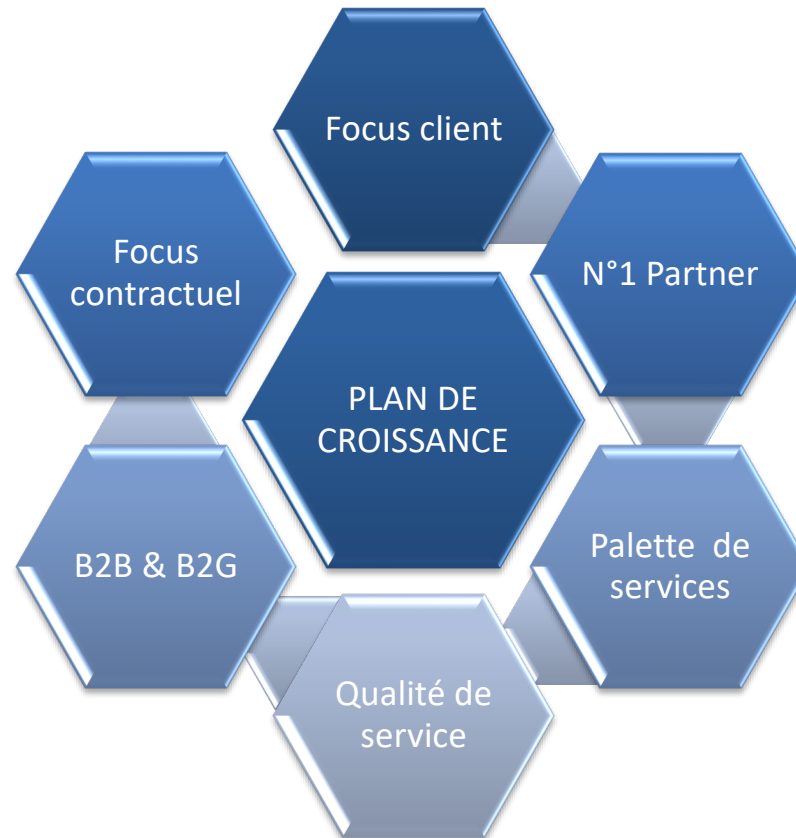 Focus client
N°1 Partner
Palette de
services
Qualité de
service
B2B & B2G
Focus
contractuel
PLAN DE
CROISSANCE